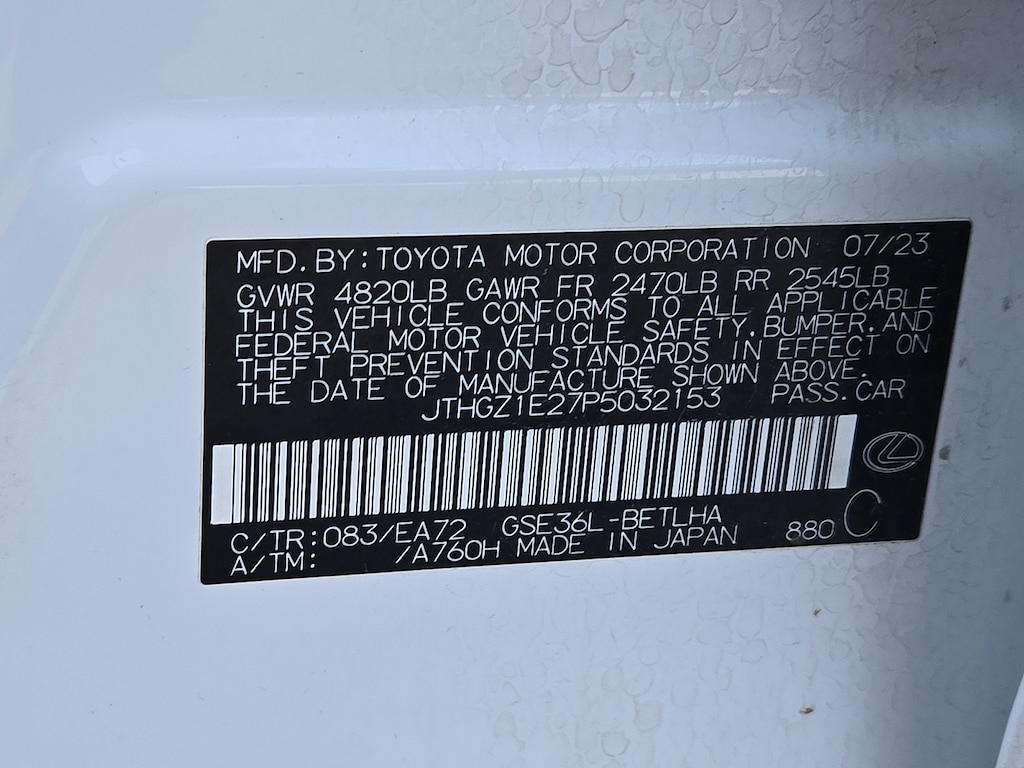 MFD.BY:TOYOTA MOTOR CORPORATION 07/23
GVWR 4820LB GAWR FR 2470LB RR 2545LB
THIS VEHICLE CONFORMS TO ALL APPLICABLE
FEDERAL MOTOR VEHICLE SAFETY,BUMPER,AND
THEFT PREVENTION STANDARDS IN EFFECT ON
THE DATE OF MANUFACTURE SHOWN ABOVE.
JTHGZ1E27P5032153 PASS.CAR
C/TR:083/EA72 GSE36L-BETLHA
A/TM: /A760H MADE IN JAPAN 880 C